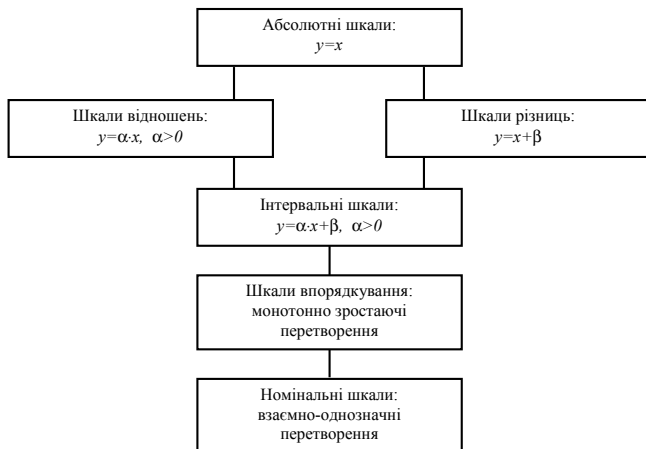 Абсолютні шкали:
y=x
Шкали відношень:
y=α·x, α>0
Шкали різниць:
y=x+β
Інтервальні шкали:
y=α·x+β, α>0
Шкали впорядкування:
монотонно зростаючі
перетворення
Номінальні шкали:
взаємно-однозначні
перетворення